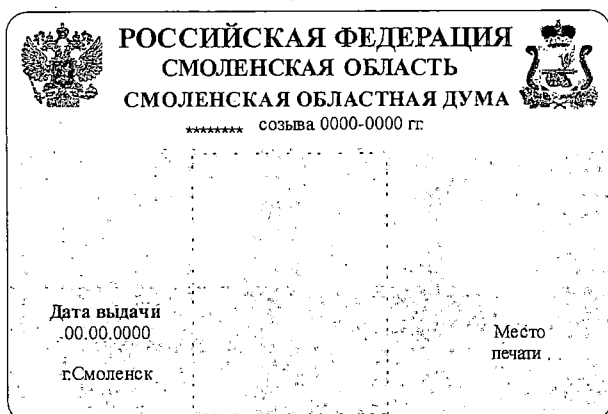 РОССИЙСКАЯ ФЕДЕРАЦИЯ
СМОЛЕНСКАЯ ОБЛАСТЬ
СМОЛЕНСКАЯ ОБЛАСТНАЯ ДУМА
******** созыва 0000-0000 гг.
Дата выдачи
00.00.0000
г.Смоленск
Место
печати